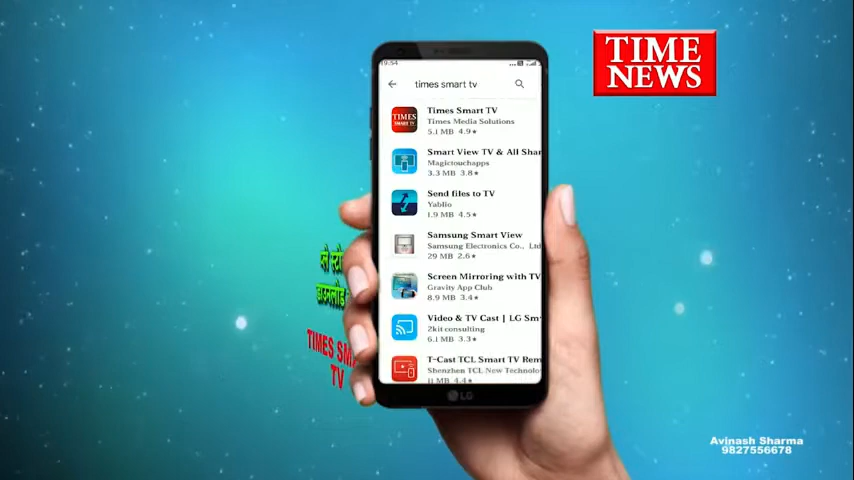 TIME
NEWS
19:54
times smart tv
Times Smart TV
Times Media Solutions
5.1 MB 4.9★
Smart View TV & All Shar
Magictouchapps
3.3 MB 3.8★
Send files to TV
Yablio
1.9 MB 4.5★
Samsung Smart View
Samsung Electronics Co., Ltd
29 MB 2.6★
Screen Mirroring with TV
Gravity App Club
8.9 MB 3.4★
Video & TV Cast | LG Sm
2kit consulting
6.1 MB 3.3★
T-Cast TCL Smart TV Rem
Shenzhen TCL New Technolo
11 MB 4.4★
LG
प्ले स्टो
डाउनलोड
TIMES SMA
TV
Avinash Sharma
9827556678